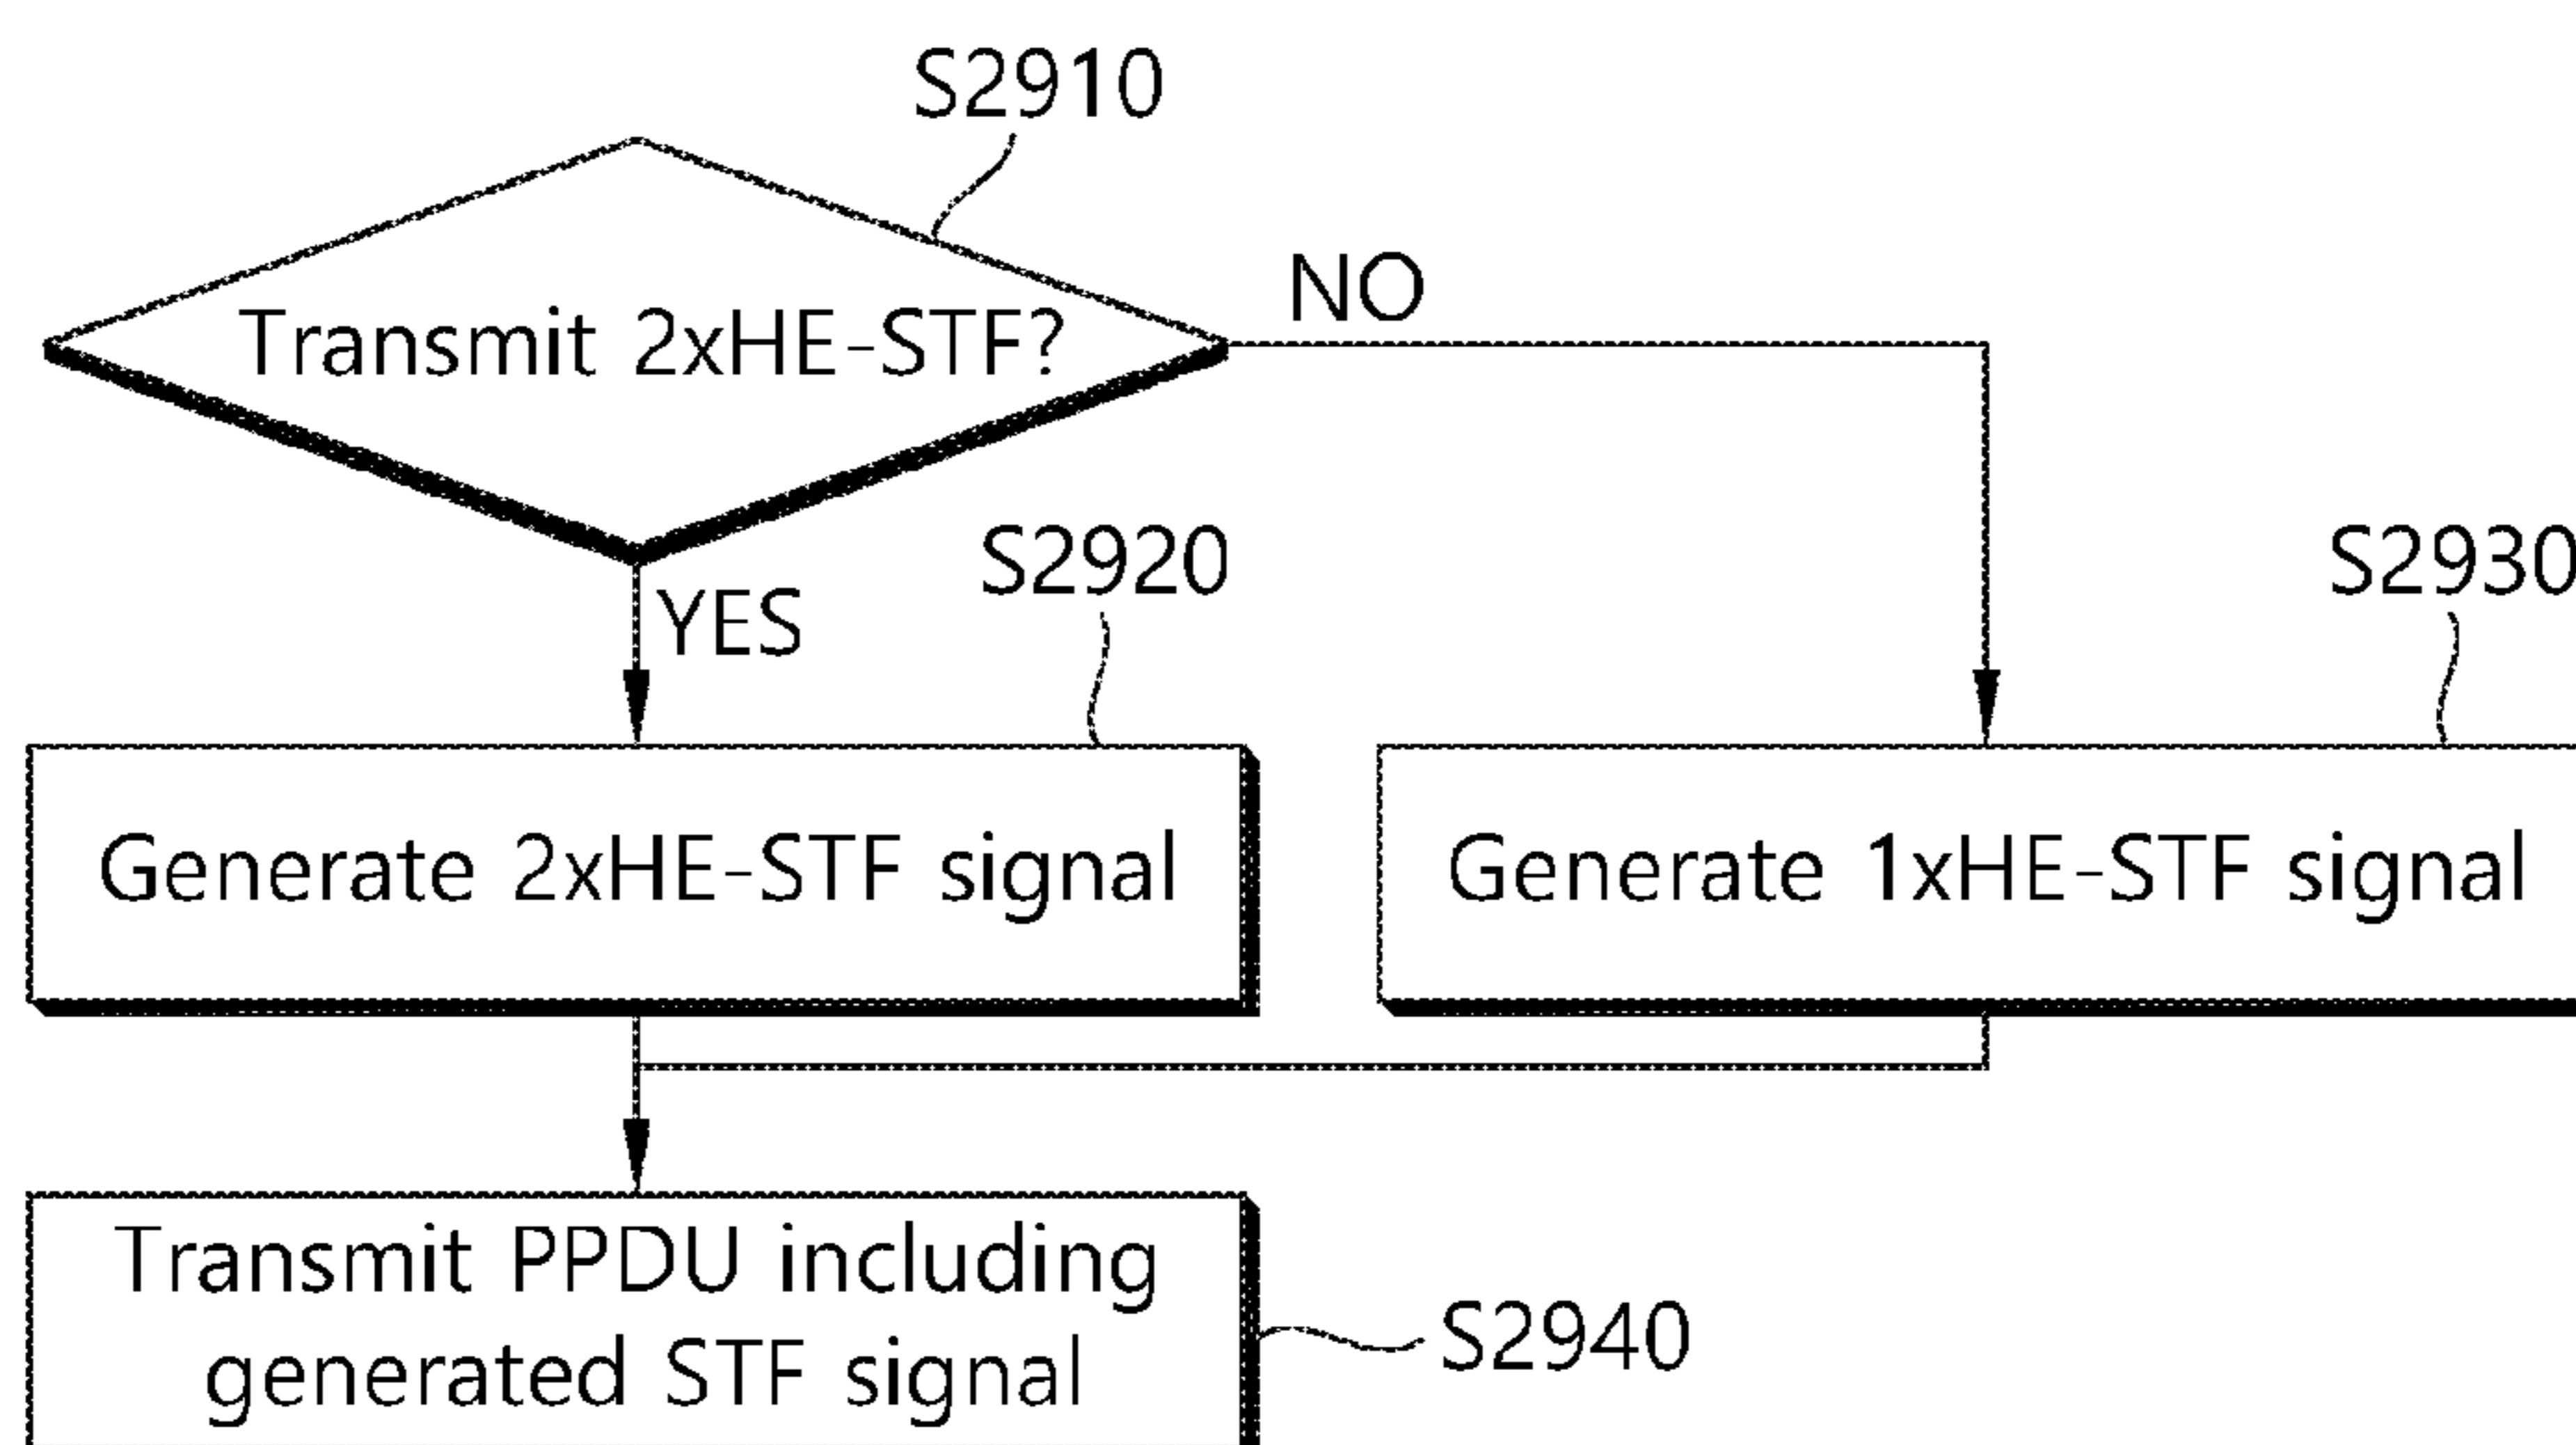 S2910
Transmit 2xHE-STF?
NO
YES
S2920
S2930
Generate 2xHE-STF signal
Generate 1xHE-STF signal
Transmit PPDU including
generated STF signal
S2940